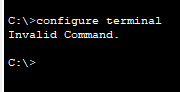 C:\>configure terminal
Invalid Command.
C:\>